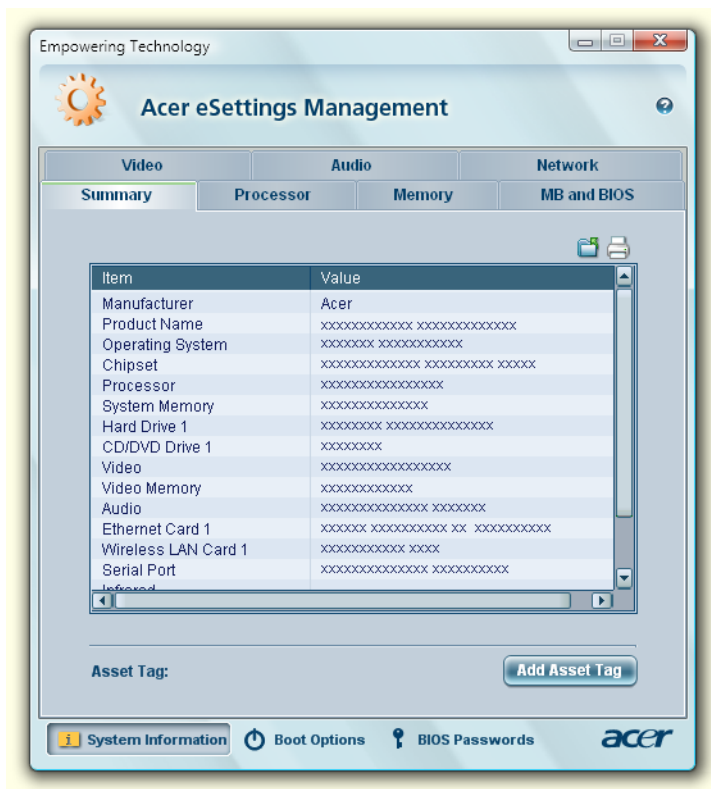 Empowering Technology
Acer eSettings Management
Video Audio Network
Summary Processor Memory MB and BIOS
Item Value
Manufacturer Acer
Product Name xxxxxxxxxxxx xxxxxxxxxxxxx
Operating System xxxxxxx xxxxxxxxxxx
Chipset xxxxxxxxxxxxx xxxxxxxxx xxxxx
Processor xxxxxxxxxxxxxxxx
System Memory xxxxxxxxxxxxxx
Hard Drive 1 xxxxxxxx xxxxxxxxxxxxxx
CD/DVD Drive 1 xxxxxxxx
Video xxxxxxxxxxxxxxxxx
Video Memory xxxxxxxxxxxx
Audio xxxxxxxxxxxxxx xxxxxxx
Ethernet Card 1 xxxxxx xxxxxxxxxx xx xxxxxxxxxx
Wireless LAN Card 1 xxxxxxxxxxx xxxx
Serial Port xxxxxxxxxxxxxx xxxxxxxxxx
Infrared
Asset Tag: Add Asset Tag
System Information Boot Options BIOS Passwords acer